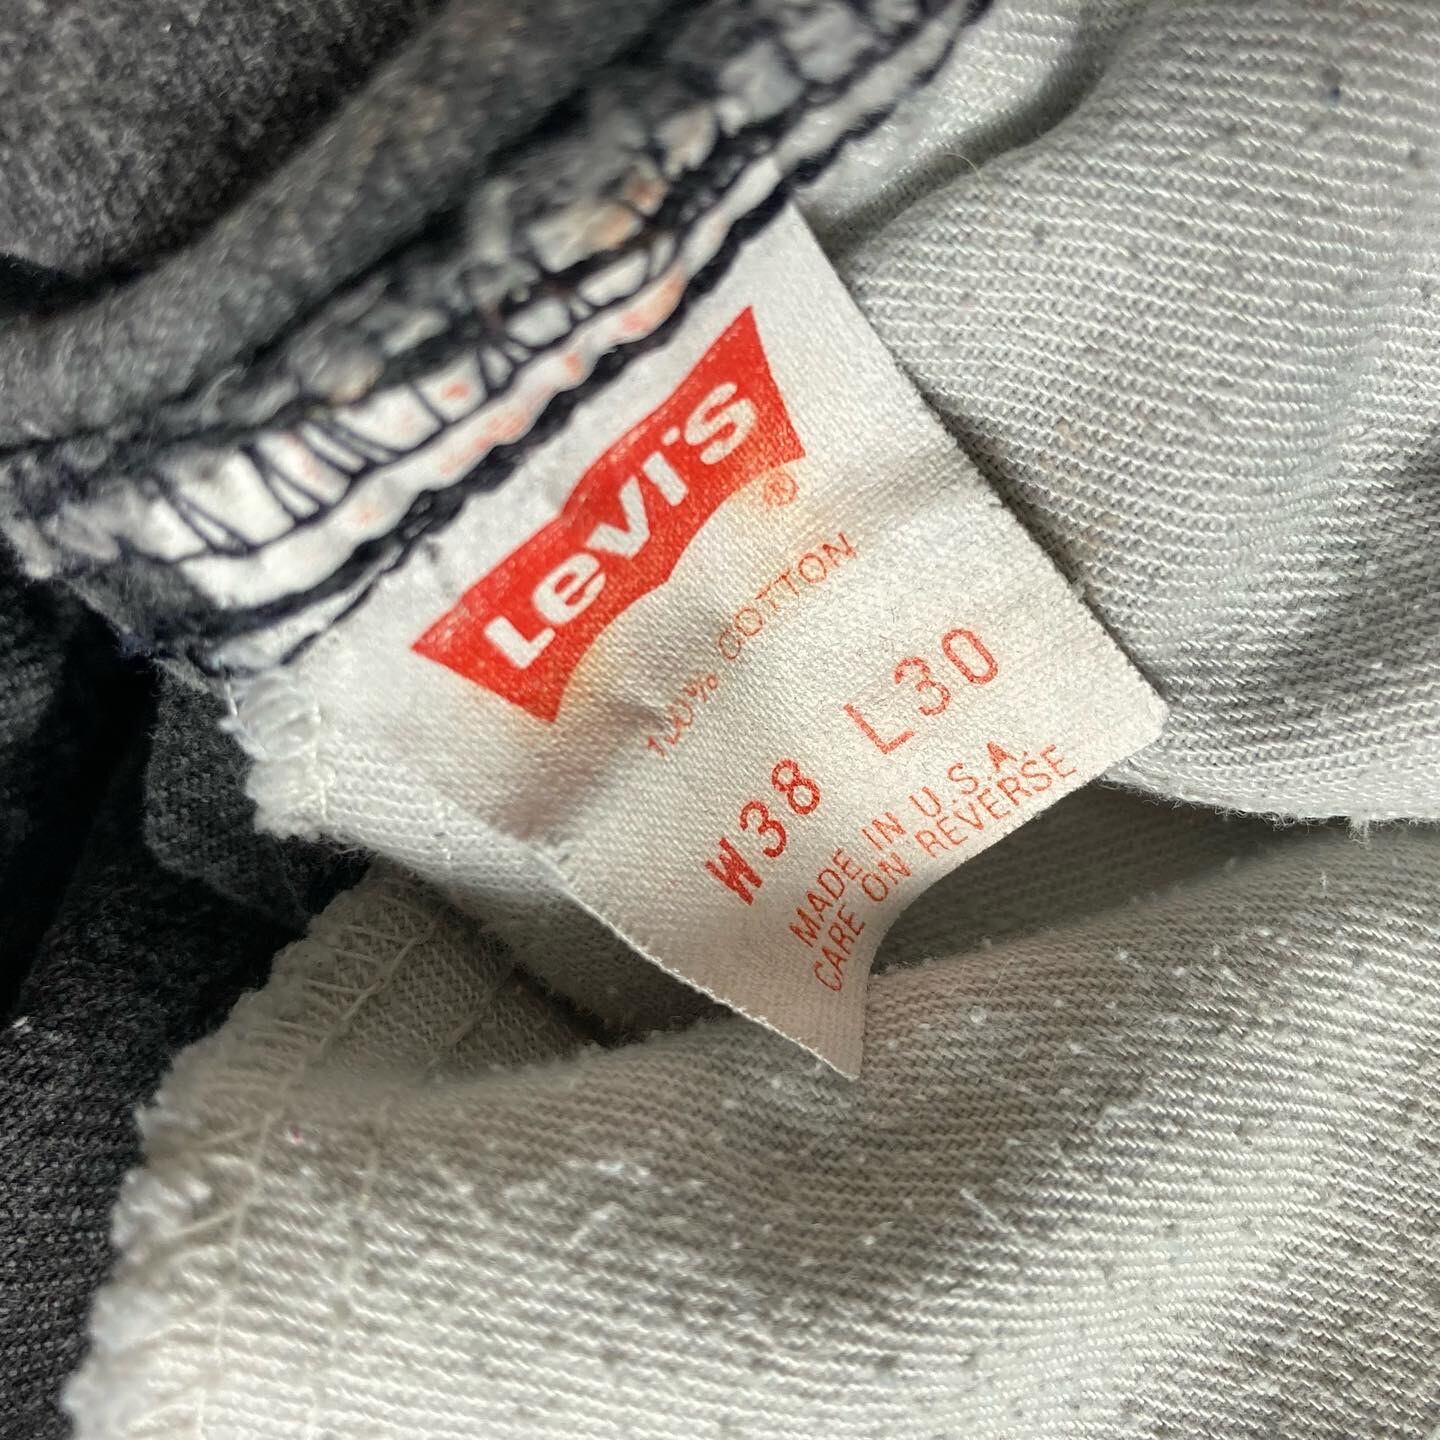 Levi's ®
100% COTTON
W38 L30
MADE IN U.S.A.
CARE ON REVERSE